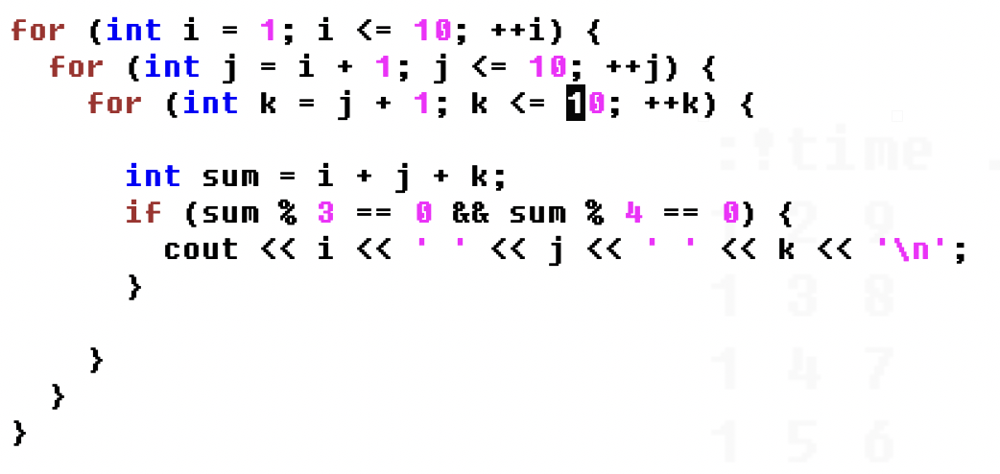 for (int i = 1; i <= 10; ++i) {
  for (int j = i + 1; j <= 10; ++j) {
    for (int k = j + 1; k <= 10; ++k) {

      int sum = i + j + k;
      if (sum % 3 == 0 && sum % 4 == 0) {
        cout << i << ' ' << j << ' ' << k << '\n';
      }

    }
  }
}
:!time .
1 2 9
1 3 8
1 4 7
1 5 6